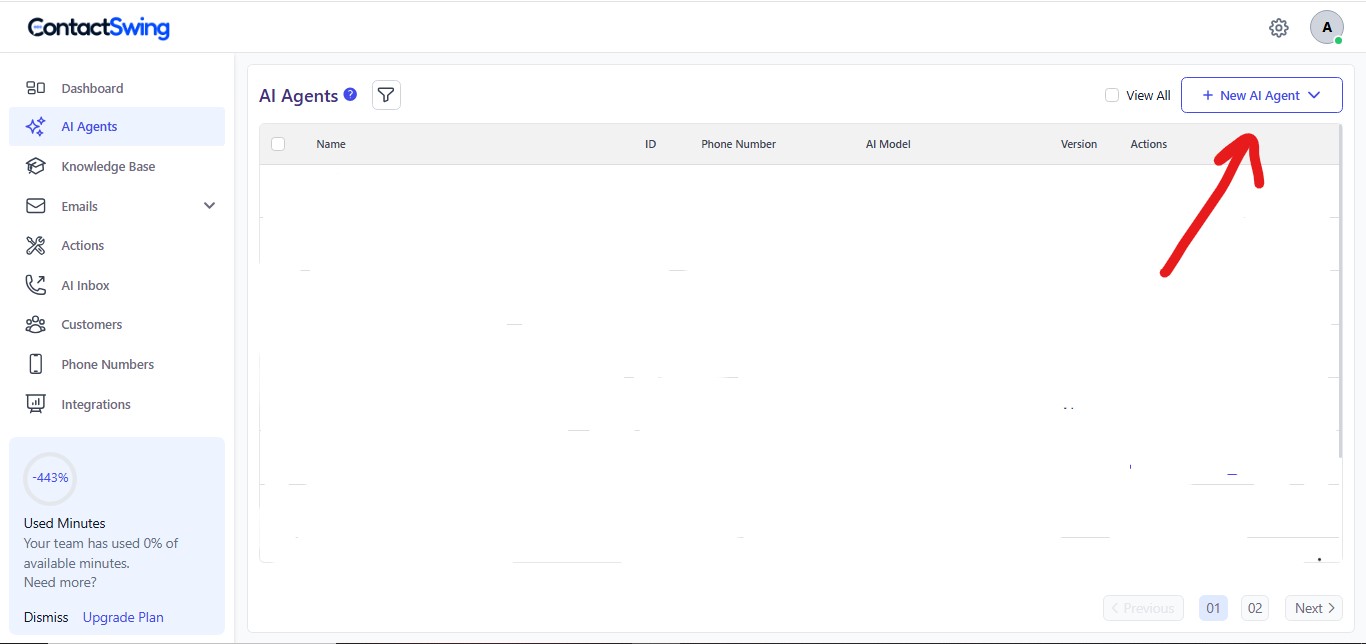 ContactSwing
A
Dashboard
AI Agents
Knowledge Base
Emails
Actions
AI Inbox
Customers
Phone Numbers
Integrations
-443%
Used Minutes
Your team has used 0% of
available minutes.
Need more?
Dismiss Upgrade Plan
AI Agents ? View All + New AI Agent
Name ID Phone Number AI Model Version Actions
Previous 01 02 Next